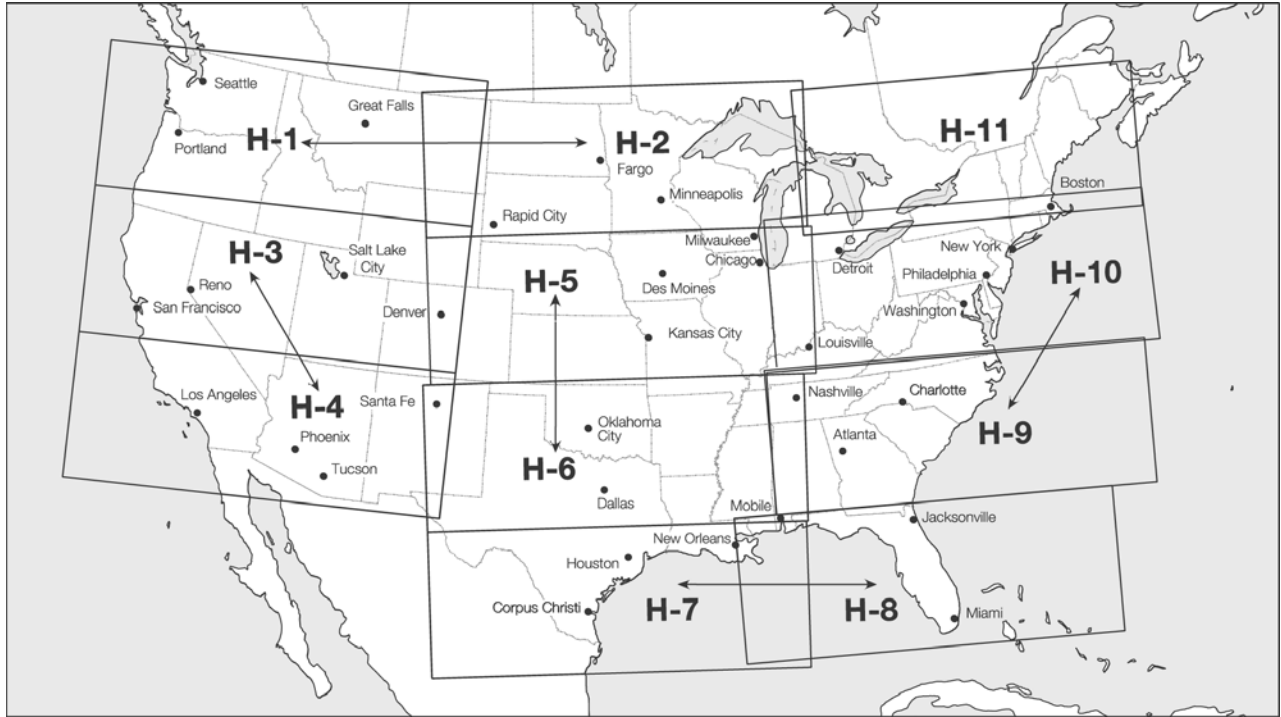 Seattle
Great Falls
Portland
H-1
H-2
Fargo
H-11
Minneapolis
Boston
Rapid City
H-3
Salt Lake
City
Milwaukee
Chicago
New York
Detroit
Philadelphia
H-10
Reno
San Francisco
H-5
Des Moines
Denver
Washington
Kansas City
Louisville
Los Angeles
H-4
Santa Fe
Nashville
Charlotte
Phoenix
Oklahoma
City
Atlanta
H-9
Tucson
H-6
Dallas
Mobile
Jacksonville
New Orleans
Houston
Corpus Christi
H-7
H-8
Miami